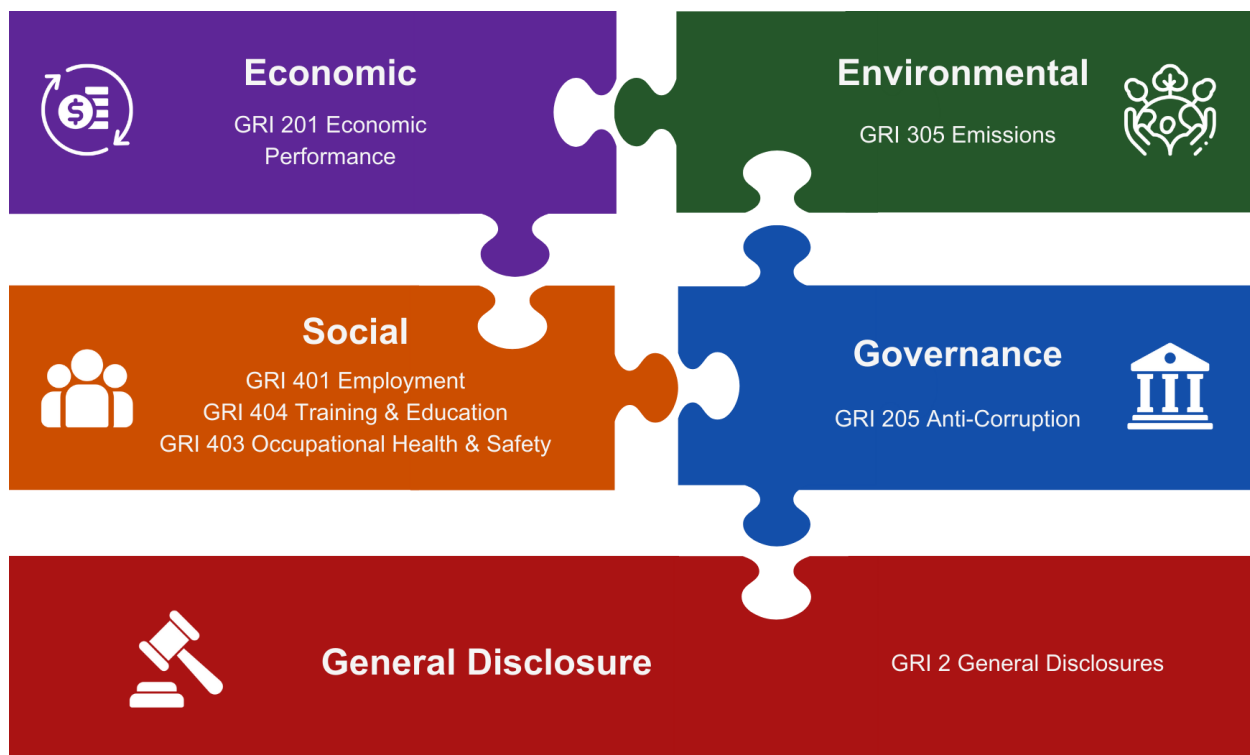 Economic
GRI 201 Economic
Performance
Environmental
GRI 305 Emissions
Social
GRI 401 Employment
GRI 404 Training & Education
GRI 403 Occupational Health & Safety
Governance
GRI 205 Anti-Corruption
General Disclosure
GRI 2 General Disclosures